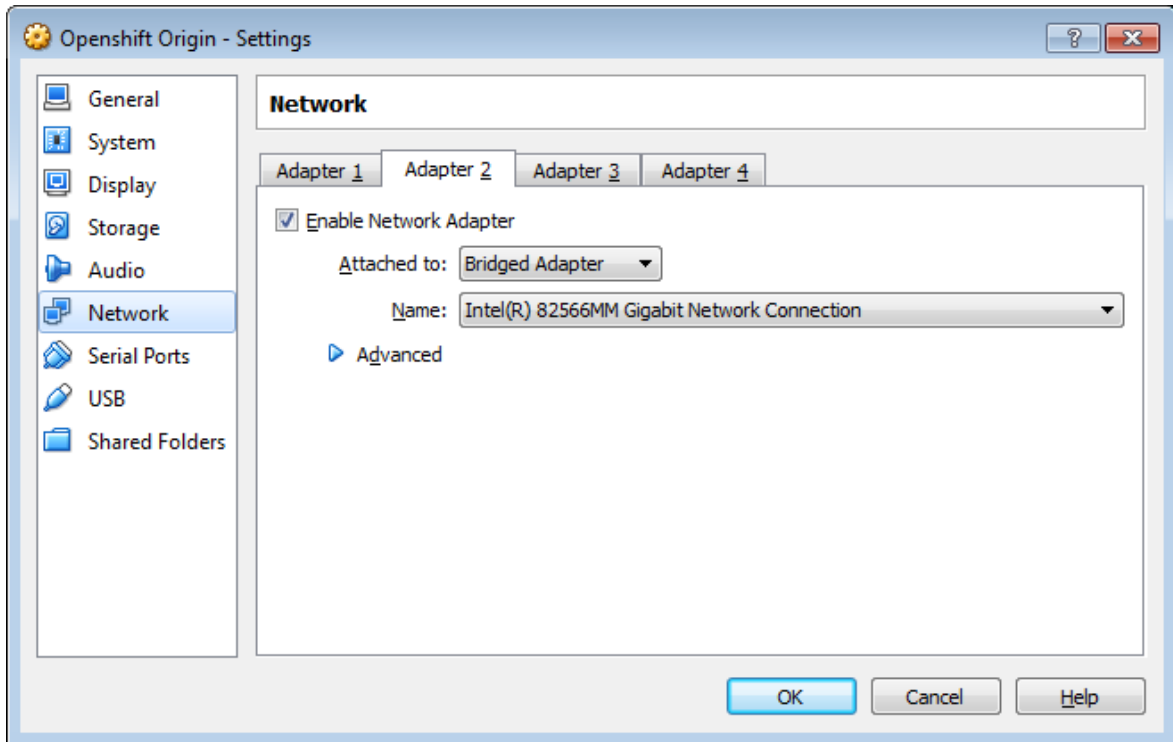 Openshift Origin - Settings
?
General
System
Display
Storage
Audio
Network
Serial Ports
USB
Shared Folders
Network
Adapter 1 Adapter 2 Adapter 3 Adapter 4
Enable Network Adapter
Attached to: Bridged Adapter
Name: Intel(R) 82566MM Gigabit Network Connection
Advanced
OK Cancel Help